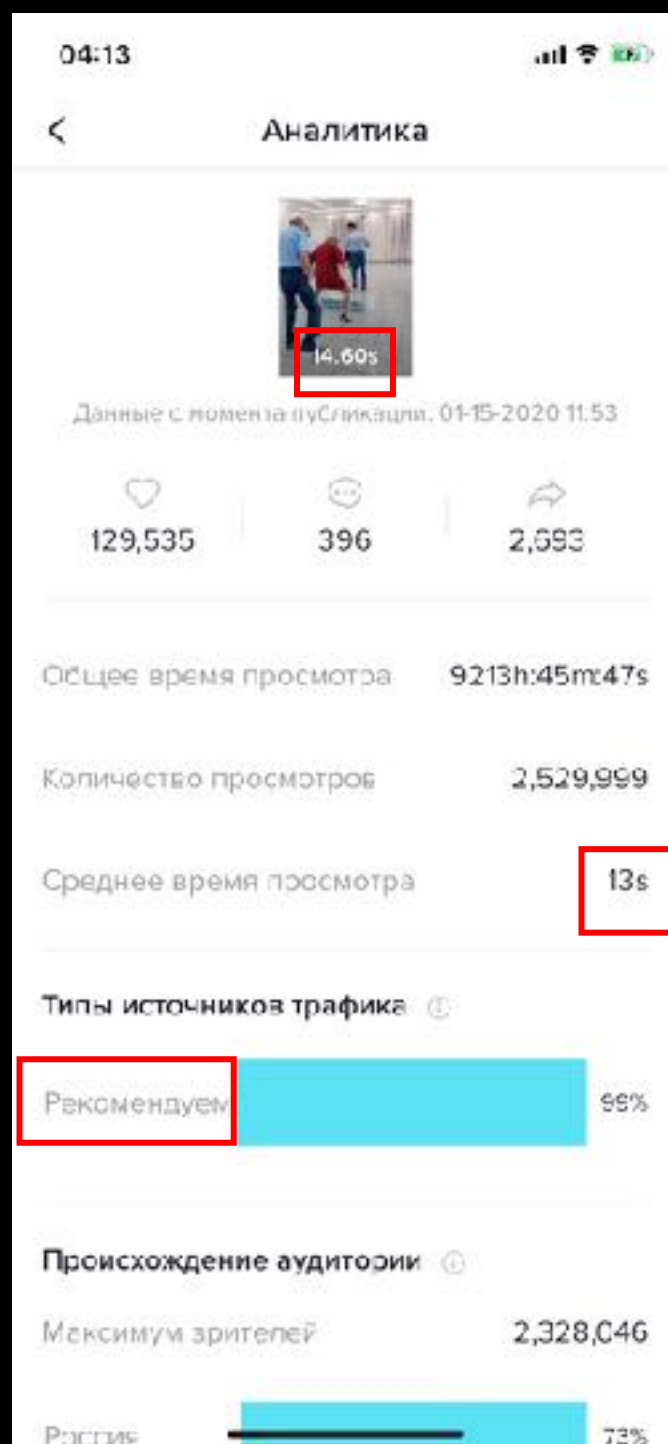 04:13
Аналитика
14.60s
Данные с момента публикации: 01-15-2020 11:53
129,535 396 2,693
Общее время просмотра 9213h:45m:47s
Количество просмотров 2,529,999
Среднее время просмотра 13s
Типы источников трафика
Рекомендуем 99%
Происхождение аудитории
Максимум зрителей 2,328,046
Россия 73%